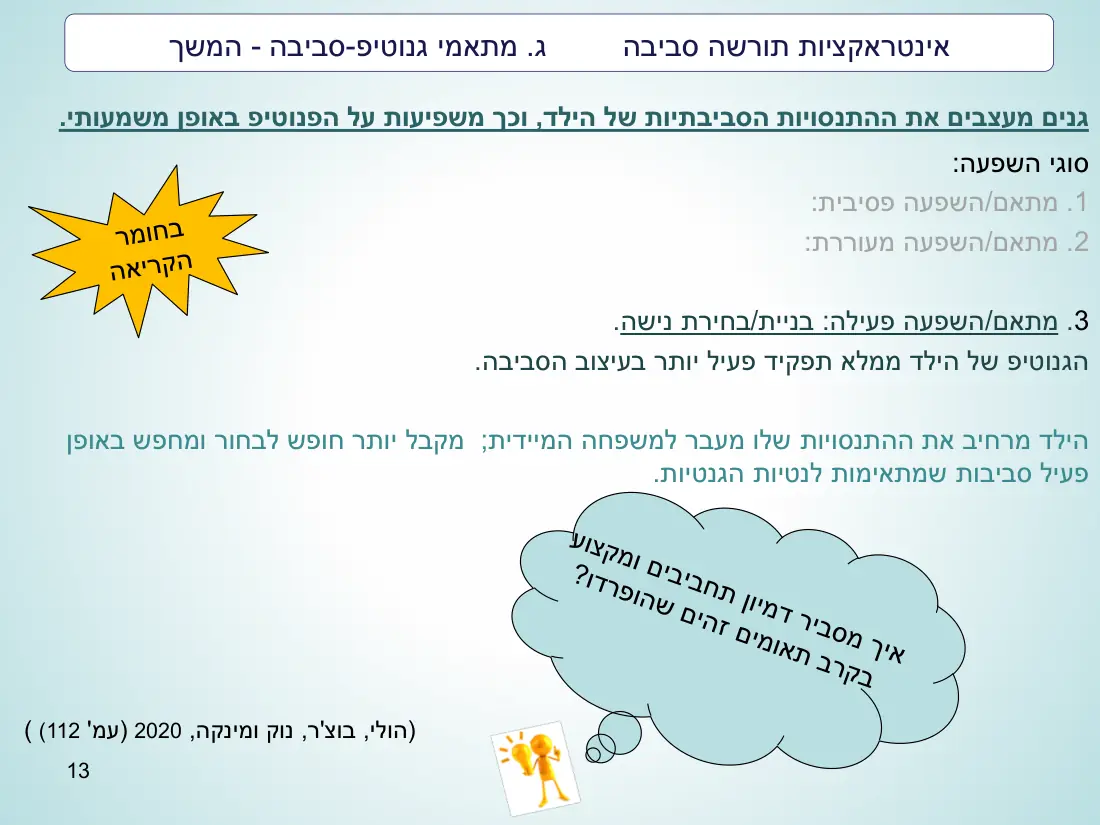 אינטראקציות תורשה סביבה ג. מתאמי גנוטיפ-סביבה - המשך
גנים מעצבים את ההתנסויות הסביבתיות של הילד, וכך משפיעות על הפנוטיפ באופן משמעותי.
סוגי השפעה:
1. מתאם/השפעה פסיבית:
2. מתאם/השפעה מעוררת:
בחומר
הקריאה
3. מתאם/השפעה פעילה: בניית/בחירת נישה.
הגנוטיפ של הילד ממלא תפקיד פעיל יותר בעיצוב הסביבה.
הילד מרחיב את ההתנסויות שלו מעבר למשפחה המיידית; מקבל יותר חופש לבחור ומחפש באופן
פעיל סביבות שמתאימות לנטיות הגנטיות.
איך מסביר דמיון תחביבים ומקצוע
בקרב תאומים זהים שהופרדו?
(הולי, בוצ'ר, נוק ומינקה, 2020 (עמ' 112) )
13